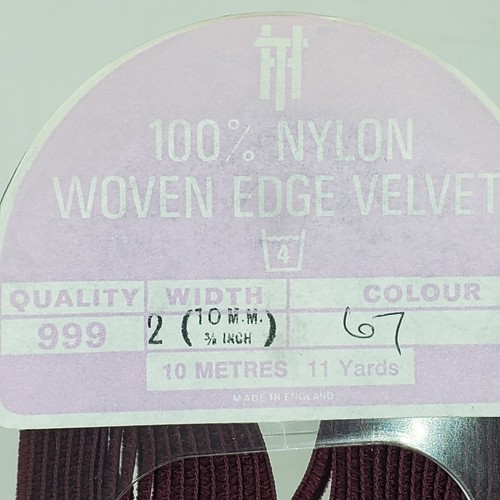 100% NYLON
WOVEN EDGE VELVET
4
QUALITY WIDTH COLOUR
999 2 (10 M.M. 3/8 INCH) 67
10 METRES 11 Yards
MADE IN ENGLAND